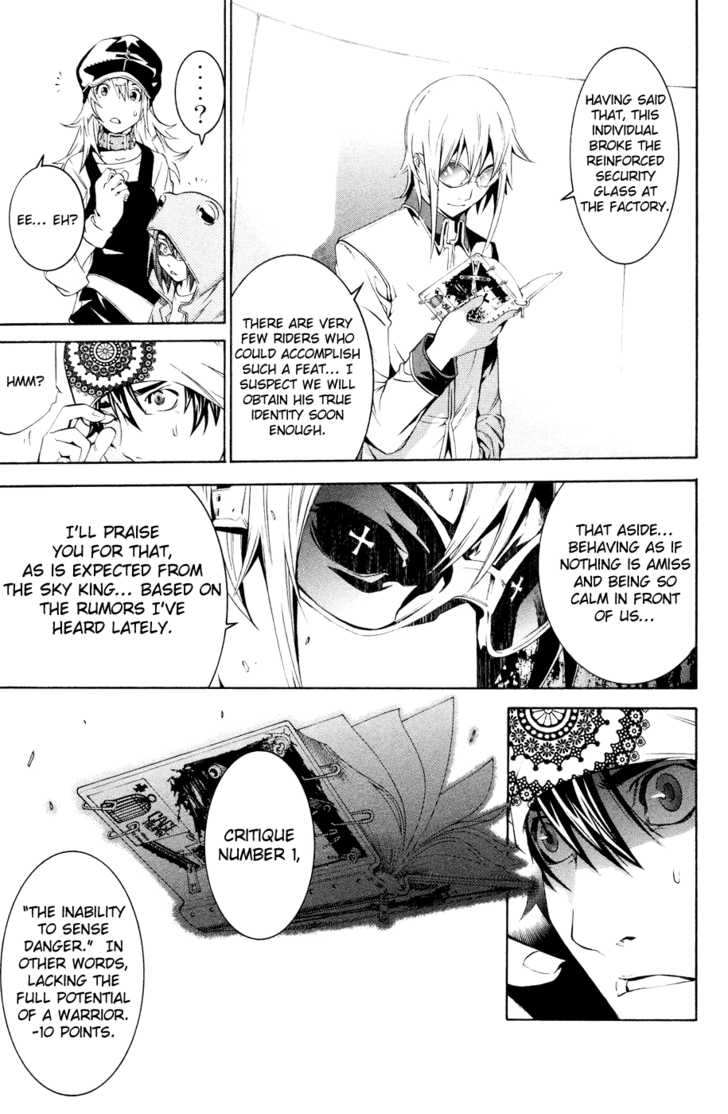 HAVING SAID
THAT, THIS
INDIVIDUAL
BROKE THE
REINFORCED
SECURITY
GLASS AT
THE FACTORY.
THERE ARE VERY
FEW RIDERS WHO
COULD ACCOMPLISH
SUCH A FEAT... I
SUSPECT WE WILL
OBTAIN HIS TRUE
IDENTITY SOON
ENOUGH.
....?
EE... EH?
HMM?
THAT ASIDE...
BEHAVING AS IF
NOTHING IS AMISS
AND BEING SO
CALM IN FRONT
OF US...
I'LL PRAISE
YOU FOR THAT,
AS IS EXPECTED FROM
THE SKY KING... BASED ON
THE RUMORS I'VE
HEARD LATELY.
CRITIQUE
NUMBER 1,
"THE INABILITY
TO SENSE
DANGER." IN
OTHER WORDS,
LACKING THE
FULL POTENTIAL
OF A WARRIOR.
-10 POINTS.